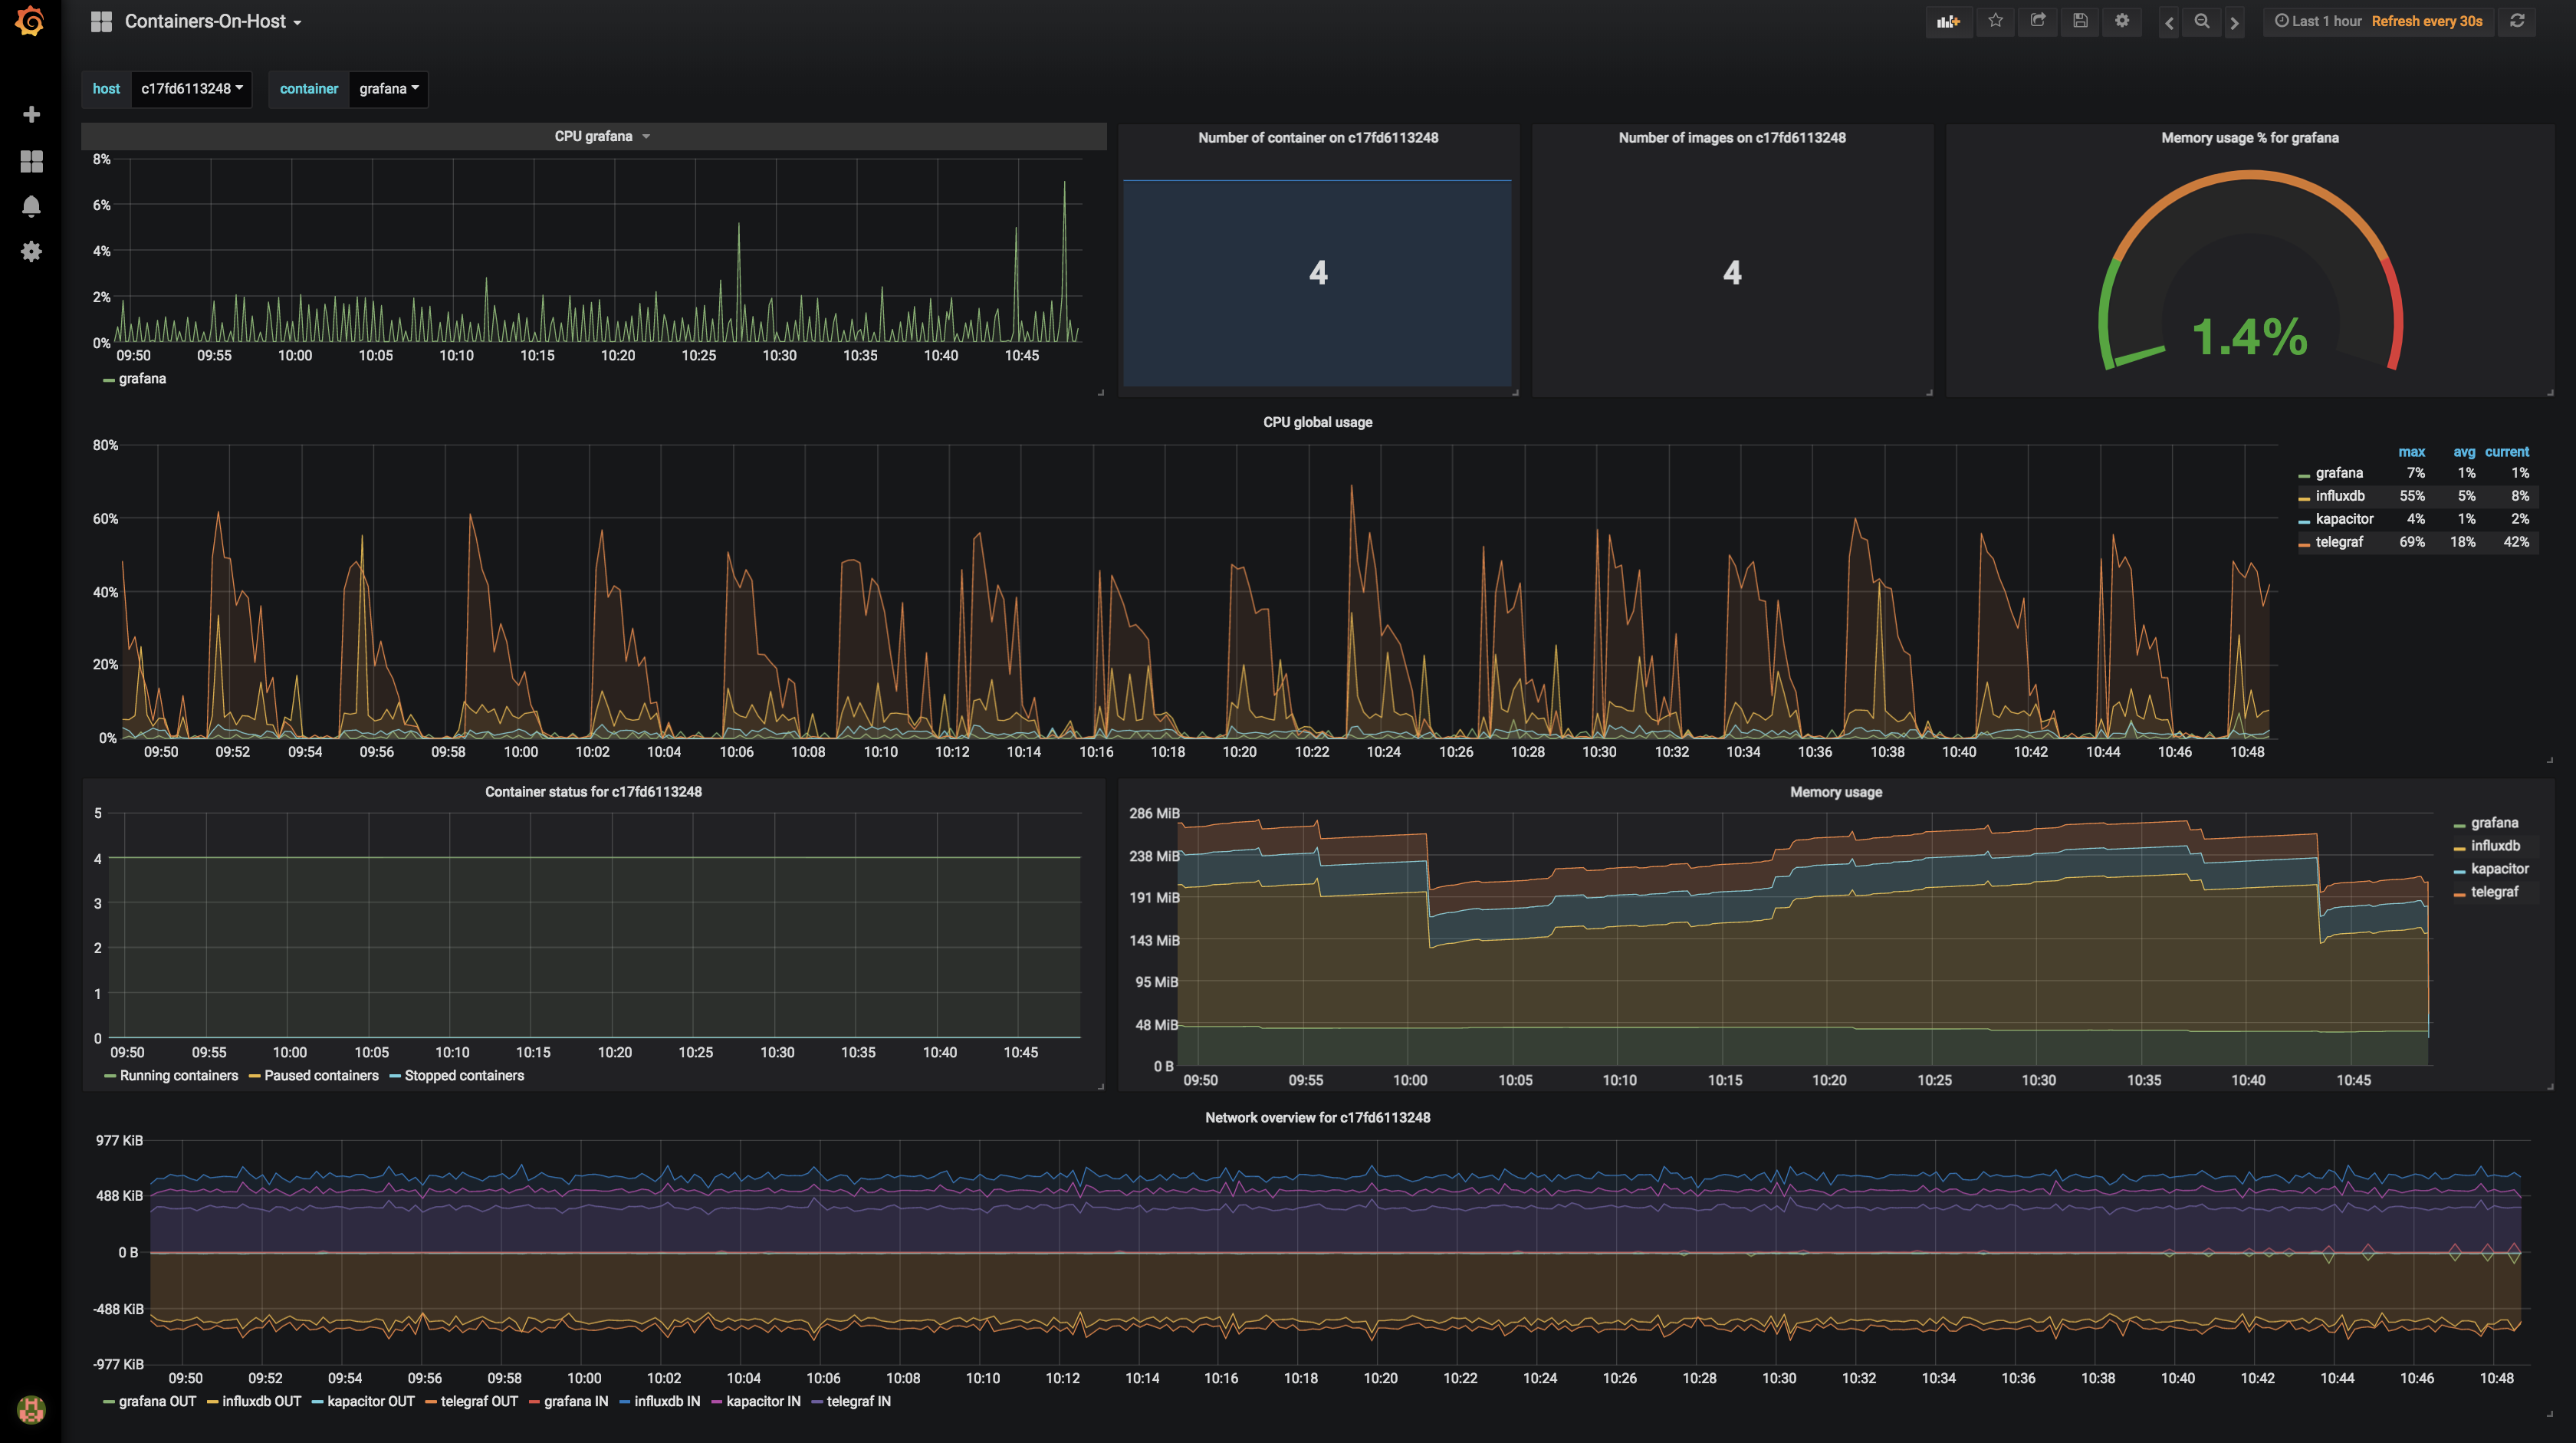 Containers-On-Host
Last 1 hour Refresh every 30s
host c17fd6113248 container grafana
CPU grafana
8%
6%
4%
2%
0%
09:50 09:55 10:00 10:05 10:10 10:15 10:20 10:25 10:30 10:35 10:40 10:45
grafana
Number of container on c17fd6113248
4
Number of images on c17fd6113248
4
Memory usage % for grafana
1.4%
CPU global usage
80%
60%
40%
20%
0%
09:50 09:52 09:54 09:56 09:58 10:00 10:02 10:04 10:06 10:08 10:10 10:12 10:14 10:16 10:18 10:20 10:22 10:24 10:26 10:28 10:30 10:32 10:34 10:36 10:38 10:40 10:42 10:44 10:46 10:48
max avg current
grafana 7% 1% 1%
influxdb 55% 5% 8%
kapacitor 4% 1% 2%
telegraf 69% 18% 42%
Container status for c17fd6113248
5
4
3
2
1
0
09:50 09:55 10:00 10:05 10:10 10:15 10:20 10:25 10:30 10:35 10:40 10:45
Running containers Paused containers Stopped containers
Memory usage
286 MiB
238 MiB
191 MiB
143 MiB
95 MiB
48 MiB
0 B
09:50 09:55 10:00 10:05 10:10 10:15 10:20 10:25 10:30 10:35 10:40 10:45
grafana
influxdb
kapacitor
telegraf
Network overview for c17fd6113248
977 KiB
488 KiB
0 B
-488 KiB
-977 KiB
09:50 09:52 09:54 09:56 09:58 10:00 10:02 10:04 10:06 10:08 10:10 10:12 10:14 10:16 10:18 10:20 10:22 10:24 10:26 10:28 10:30 10:32 10:34 10:36 10:38 10:40 10:42 10:44 10:46 10:48
grafana OUT influxdb OUT kapacitor OUT telegraf OUT grafana IN influxdb IN kapacitor IN telegraf IN